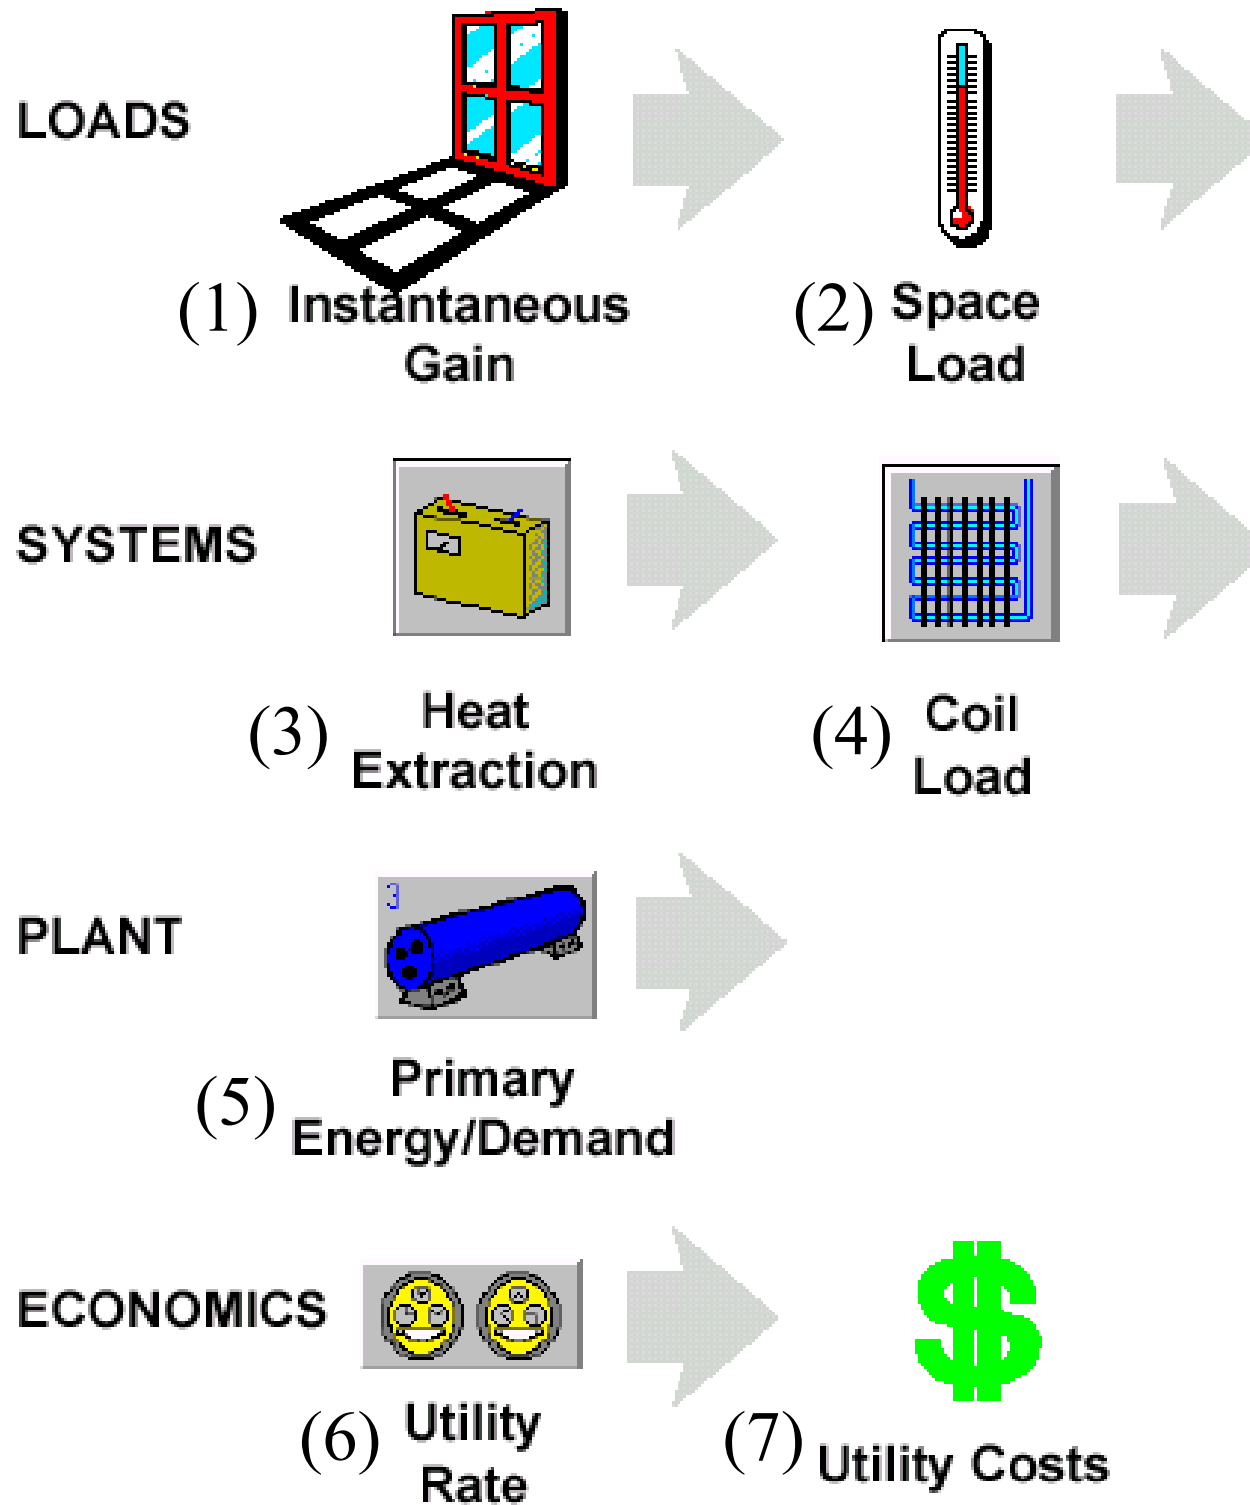 LOADS
(1) Instantaneous
Gain
(2) Space
Load
SYSTEMS
(3) Heat
Extraction
(4) Coil
Load
3
PLANT
(5) Primary
Energy/Demand
ECONOMICS
(6) Utility
Rate
(7) Utility Costs
$